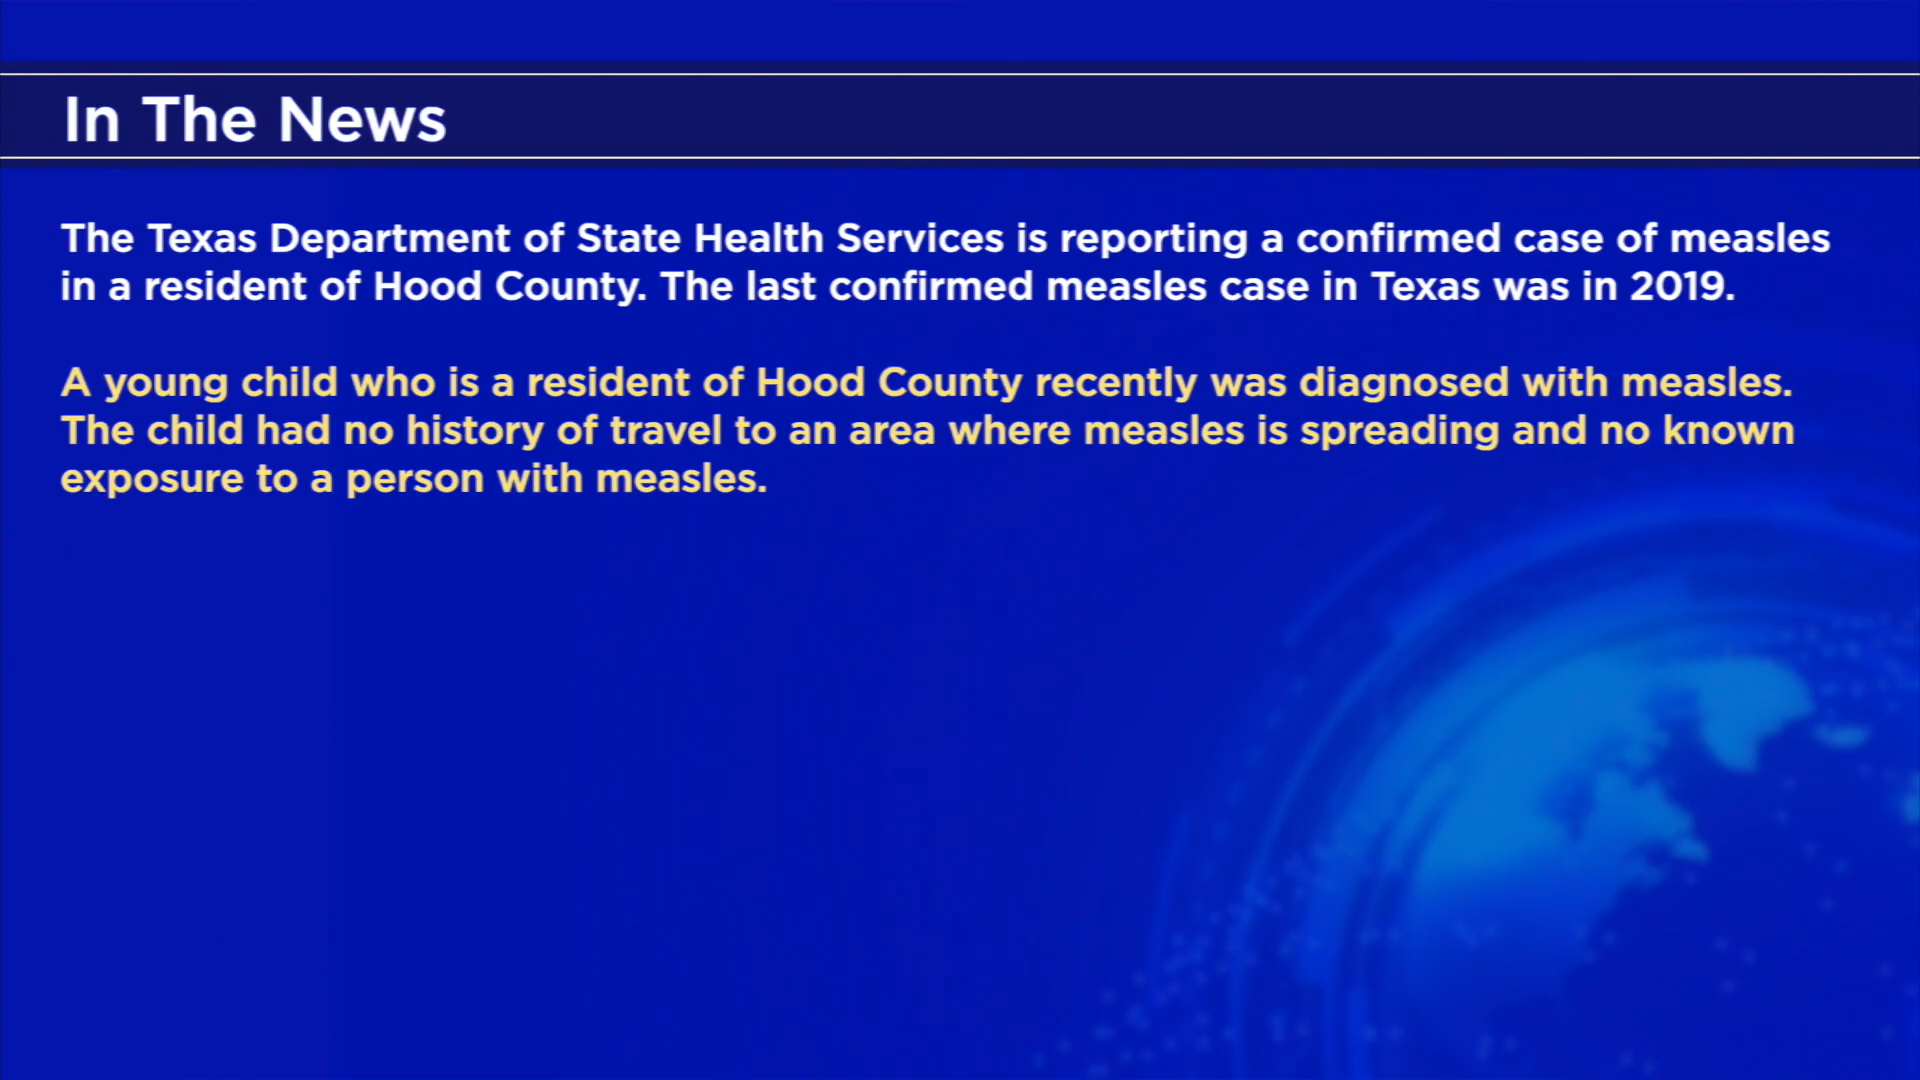 In The News
The Texas Department of State Health Services is reporting a confirmed case of measles
in a resident of Hood County. The last confirmed measles case in Texas was in 2019.
A young child who is a resident of Hood County recently was diagnosed with measles.
The child had no history of travel to an area where measles is spreading and no known
exposure to a person with measles.